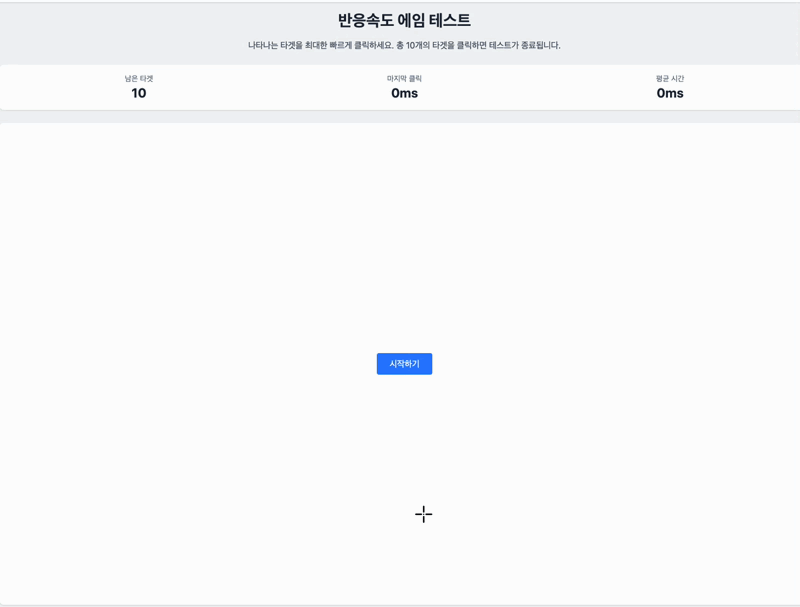 반응속도 에임 테스트
나타나는 타겟을 최대한 빠르게 클릭하세요. 총 10개의 타겟을 클릭하면 테스트가 종료됩니다.
남은 타겟
10
마지막 클릭
0ms
평균 시간
0ms
시작하기